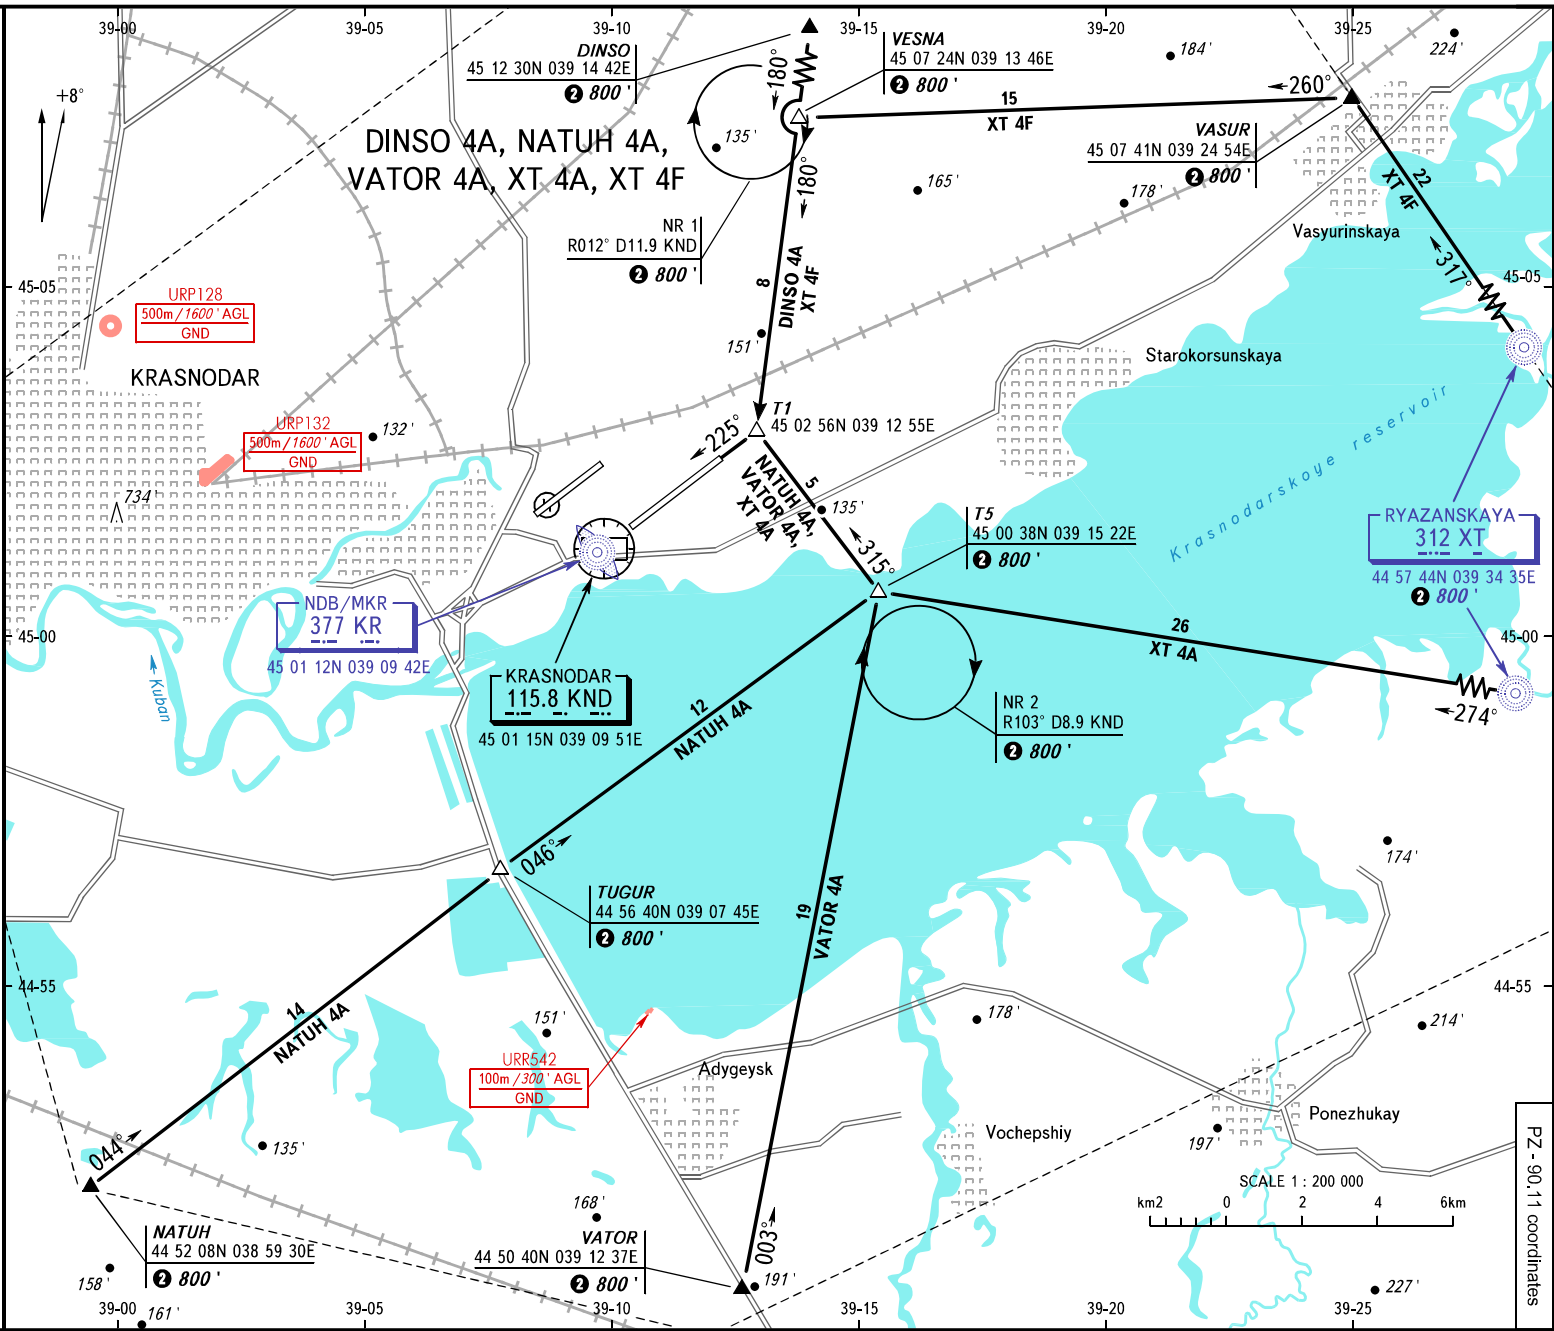 39-00
39-05
39-10
39-15
39-20
39-25
+8°
DINSO
45 12 30N 039 14 42E
2 800 '
VESNA
45 07 24N 039 13 46E
2 800 '
184'
224'
-180°
260°
15
XT 4F
VASUR
45 07 41N 039 24 54E
2 800 '
DINSO 4A, NATUH 4A,
VATOR 4A, XT 4A, XT 4F
135'
-180°
165'
178'
22
XT 4F
Vasyurinskaya
NR 1
R012° D11.9 KND
2 800 '
317°
45-05
45-05
URP128
500m/1600 ' AGL
GND
8
DINSO 4A
XT 4F
151'
Starokorsunskaya
KRASNODAR
T1
45 02 56N 039 12 55E
URP132
500m/1600 ' AGL
GND
132'
225°
Krasnodarskoye reservoir
734'
5
NATUH 4A,
VATOR 4A,
XT 4A
135'
315°
T5
45 00 38N 039 15 22E
2 800 '
RYAZANSKAYA
312 XT
44 57 44N 039 34 35E
2 800 '
NDB/MKR
377 KR
45 01 12N 039 09 42E
45-00
45-00
26
XT 4A
Kuban
KRASNODAR
115.8 KND
45 01 15N 039 09 51E
12
NATUH 4A
NR 2
R103° D8.9 KND
2 800 '
274°
174'
046°
TUGUR
44 56 40N 039 07 45E
2 800 '
19
VATOR 4A
44-55
44-55
14
NATUH 4A
151'
178'
214'
URR542
100m/300 ' AGL
GND
Adygeysk
Vochepshiy
Ponezhukay
197'
044°
135'
SCALE 1 : 200 000
km2 0 2 4 6km
168'
003°
NATUH
44 52 08N 038 59 30E
2 800 '
VATOR
44 50 40N 039 12 37E
2 800 '
191'
158'
161'
227'
39-00
39-05
39-10
39-15
39-20
39-25
PZ - 90.11 coordinates